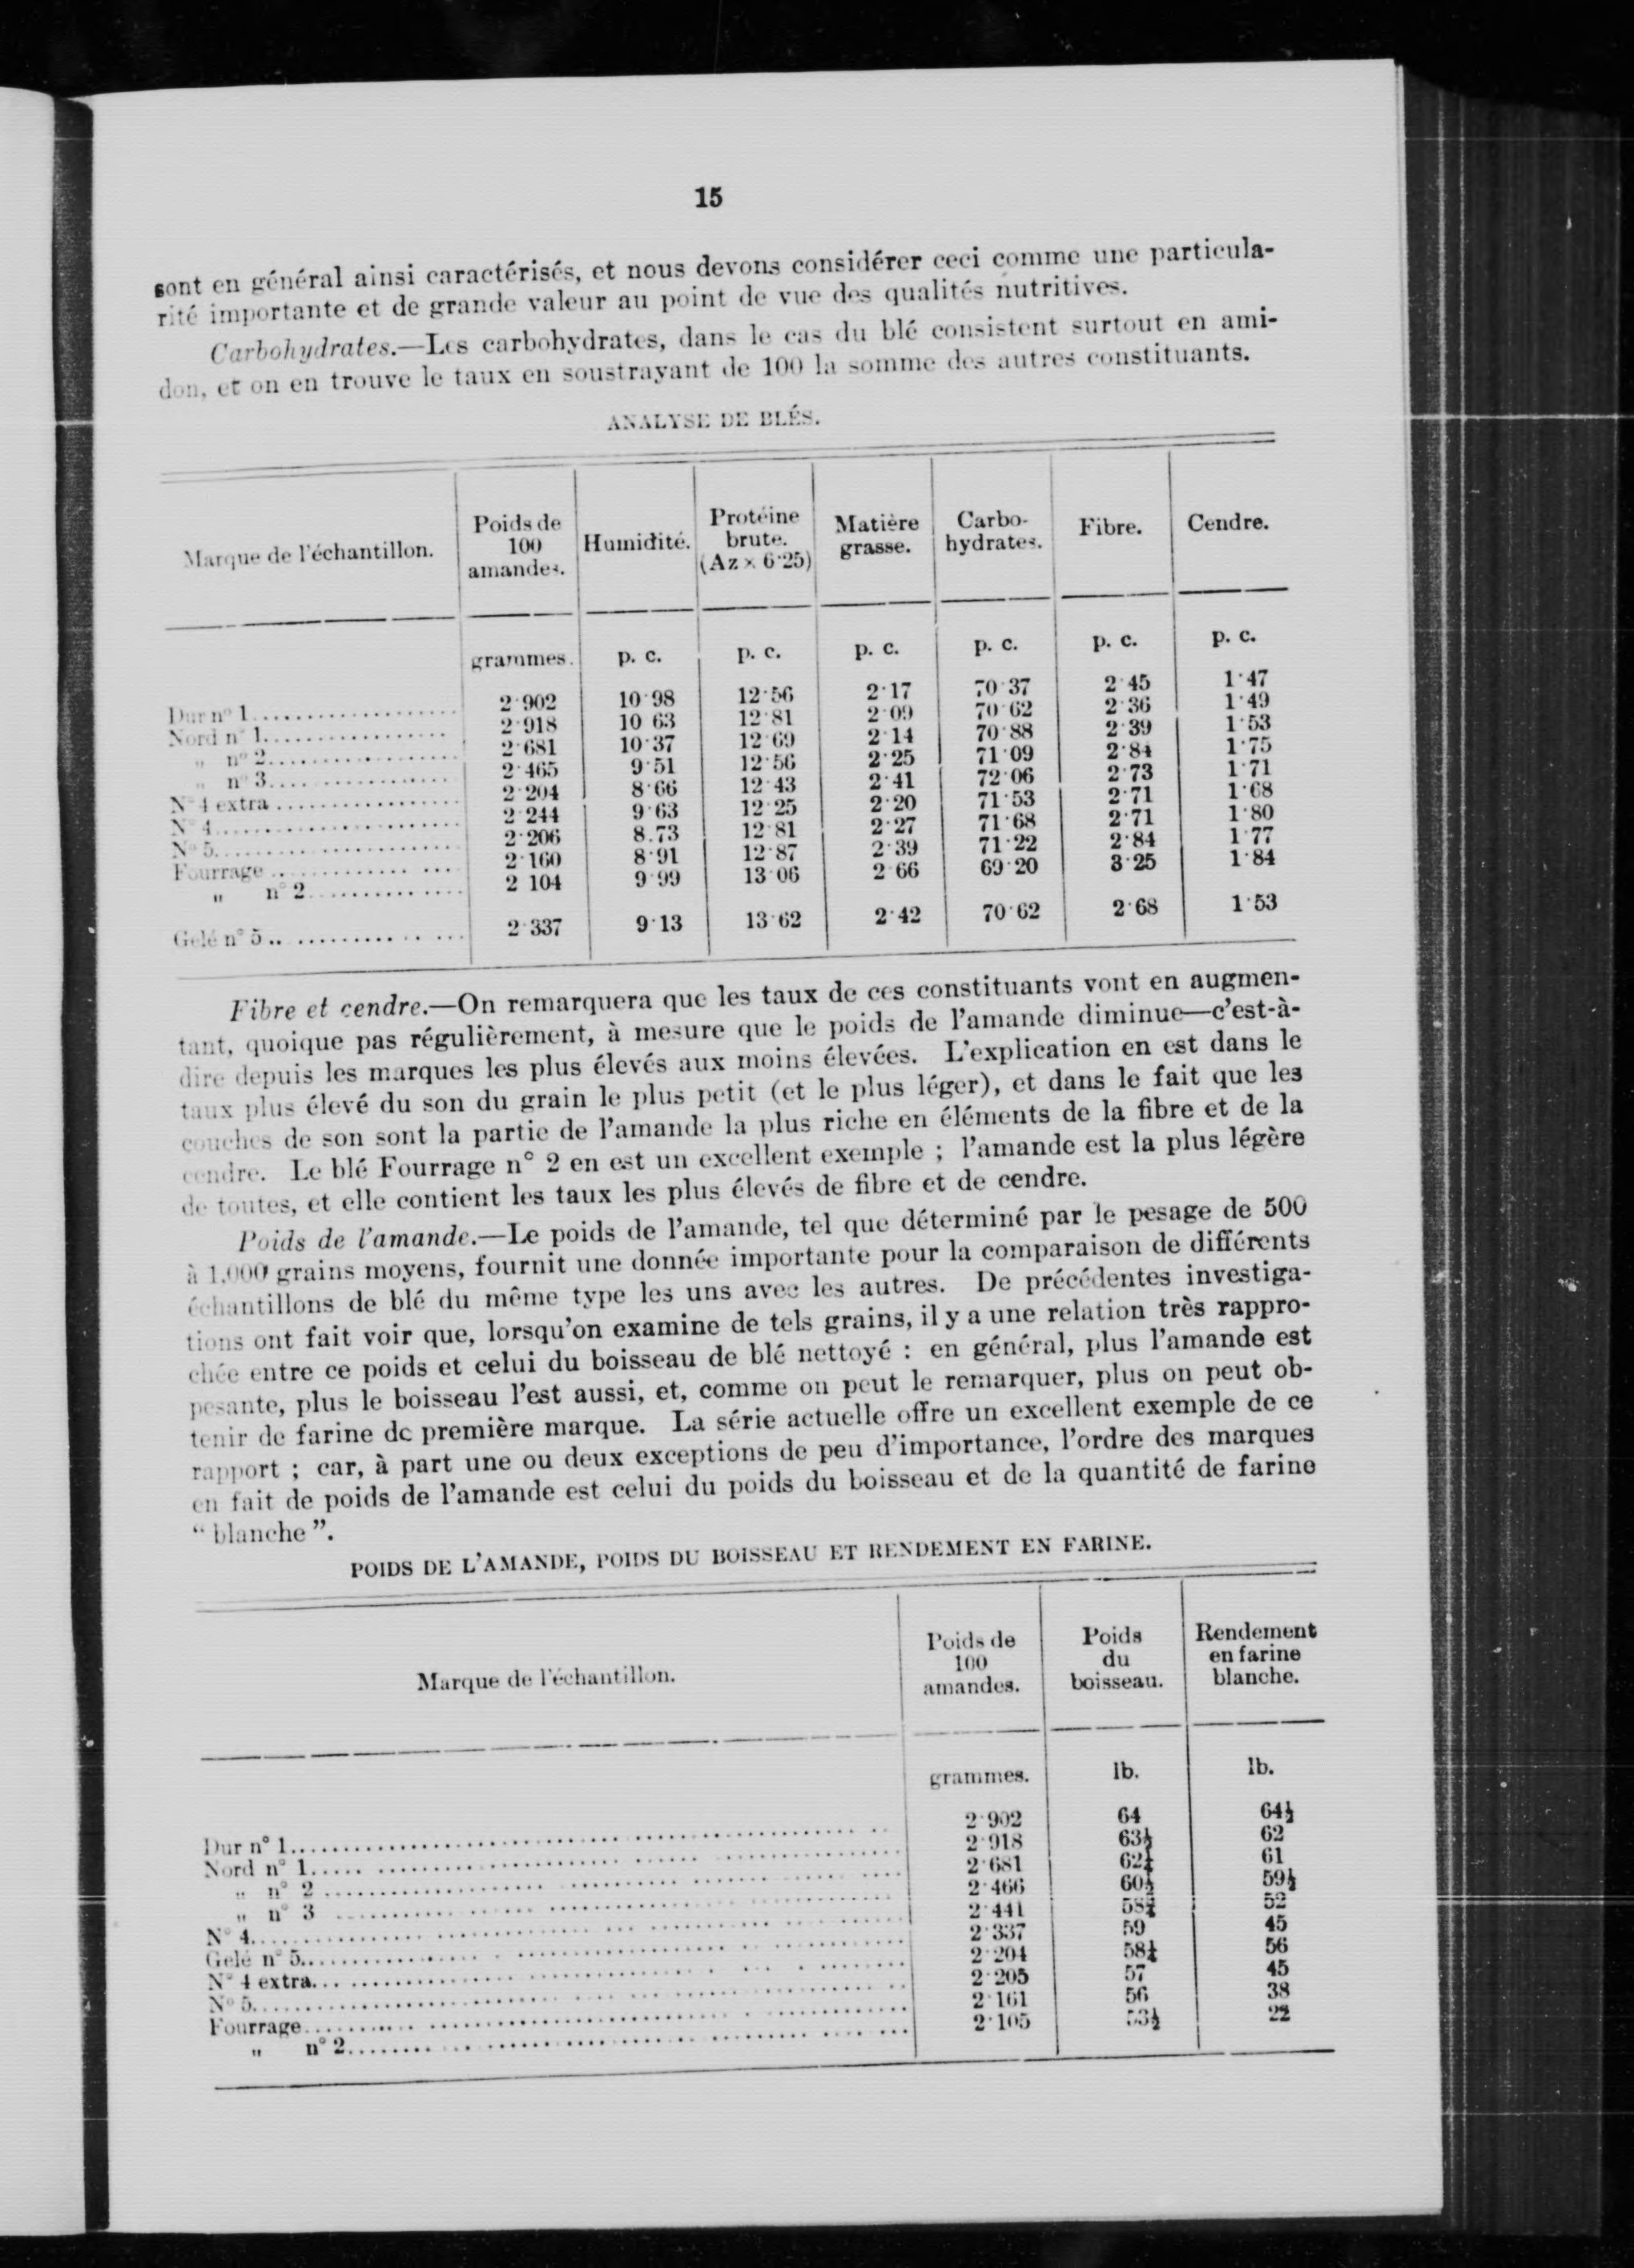 15
sont en général ainsi caractérisés, et nous devons considérer ceci comme une particula-
rité importante et de grande valeur au point de vue des qualités nutritives.
Carbohydrates.—Les carbohydrates, dans le cas du blé consistent surtout en ami-
don, et on en trouve le taux en soustrayant de 100 la somme des autres constituants.
ANALYSE DE BLÉS.
Marque de l'échantillon. | Poids de 100 amandes. | Humidité. | Protéine brute. (Az × 6·25) | Matière grasse. | Carbo-hydrates. | Fibre. | Cendre.
grammes. p. c. p. c. p. c. p. c. p. c. p. c.
Dur n° 1 2·902 10·98 12·56 2·17 70·37 2·45 1·47
Nord n° 1 2·918 10 63 12·81 2·09 70·62 2·36 1·49
" n° 2 2·681 10·37 12·69 2·14 70·88 2·39 1·53
" n° 3 2·465 9·51 12·56 2·25 71·09 2·84 1·75
N° 4 extra 2·204 8·66 12·43 2·41 72·06 2·73 1·71
N° 4 2·244 9·63 12·25 2·20 71·53 2·71 1·68
N° 5 2·206 8.73 12·81 2·27 71·68 2·71 1·80
Fourrage 2·160 8·91 12·87 2·39 71·22 2·84 1·77
" n° 2 2 104 9·99 13·06 2·66 69·20 3·25 1·84
Gelé n° 5 2·337 9·13 13·62 2·42 70·62 2·68 1·53
Fibre et cendre.—On remarquera que les taux de ces constituants vont en augmen-
tant, quoique pas régulièrement, à mesure que le poids de l'amande diminue—c'est-à-
dire depuis les marques les plus élevés aux moins élevées. L'explication en est dans le
taux plus élevé du son du grain le plus petit (et le plus léger), et dans le fait que les
couches de son sont la partie de l'amande la plus riche en éléments de la fibre et de la
cendre. Le blé Fourrage n° 2 en est un excellent exemple ; l'amande est la plus légère
de toutes, et elle contient les taux les plus élevés de fibre et de cendre.
Poids de l'amande.—Le poids de l'amande, tel que déterminé par le pesage de 500
à 1,000 grains moyens, fournit une donnée importante pour la comparaison de différents
échantillons de blé du même type les uns avec les autres. De précédentes investiga-
tions ont fait voir que, lorsqu'on examine de tels grains, il y a une relation très rappro-
chée entre ce poids et celui du boisseau de blé nettoyé : en général, plus l'amande est
pesante, plus le boisseau l'est aussi, et, comme on peut le remarquer, plus on peut ob-
tenir de farine de première marque. La série actuelle offre un excellent exemple de ce
rapport ; car, à part une ou deux exceptions de peu d'importance, l'ordre des marques
en fait de poids de l'amande est celui du poids du boisseau et de la quantité de farine
" blanche ".
POIDS DE L'AMANDE, POIDS DU BOISSEAU ET RENDEMENT EN FARINE.
Marque de l'échantillon. | Poids de 100 amandes. | Poids du boisseau. | Rendement en farine blanche.
grammes. lb. lb.
Dur n° 1 2·902 64 64½
Nord n° 1 2·918 63½ 62
" n° 2 2·681 61
" n° 3 2·466 60½ 59½
N° 4 2·441 52
Gelé n° 5 2·337 59 45
N° 4 extra 2·204 56
N° 5 2·205 57 45
Fourrage 2·161 56 38
" n° 2 2·105 53½ 22